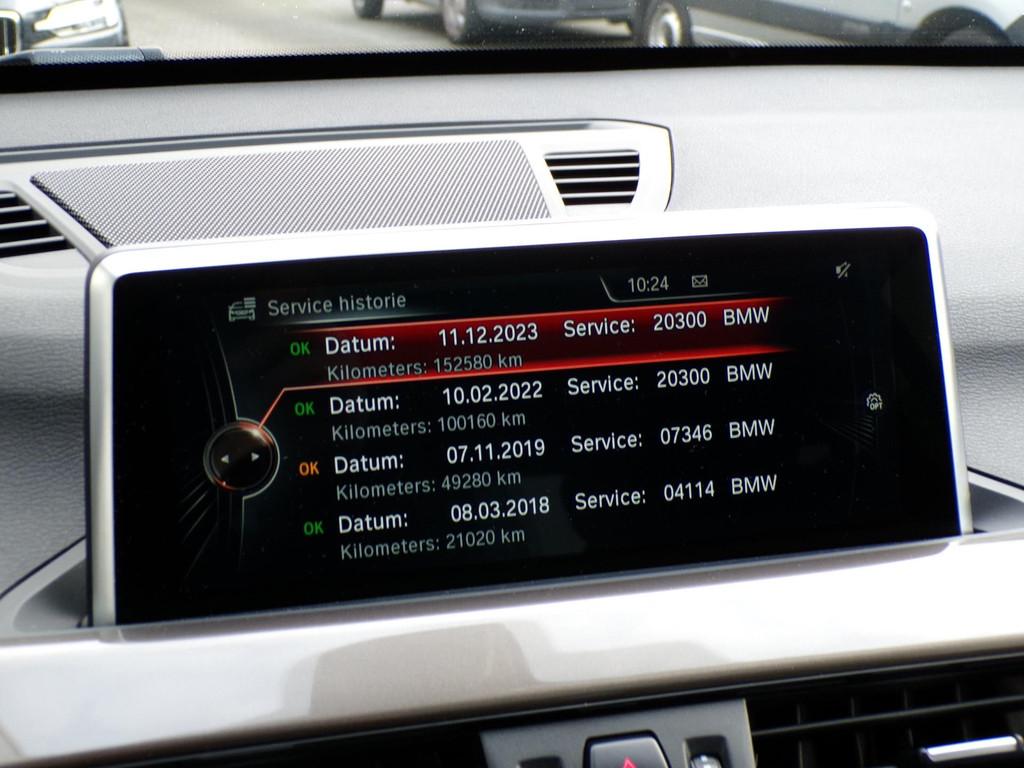 Service historie 10:24
OK Datum: 11.12.2023 Service: 20300 BMW
Kilometers: 152580 km
OK Datum: 10.02.2022 Service: 20300 BMW
Kilometers: 100160 km
OK Datum: 07.11.2019 Service: 07346 BMW
Kilometers: 49280 km
OK Datum: 08.03.2018 Service: 04114 BMW
Kilometers: 21020 km
OPT